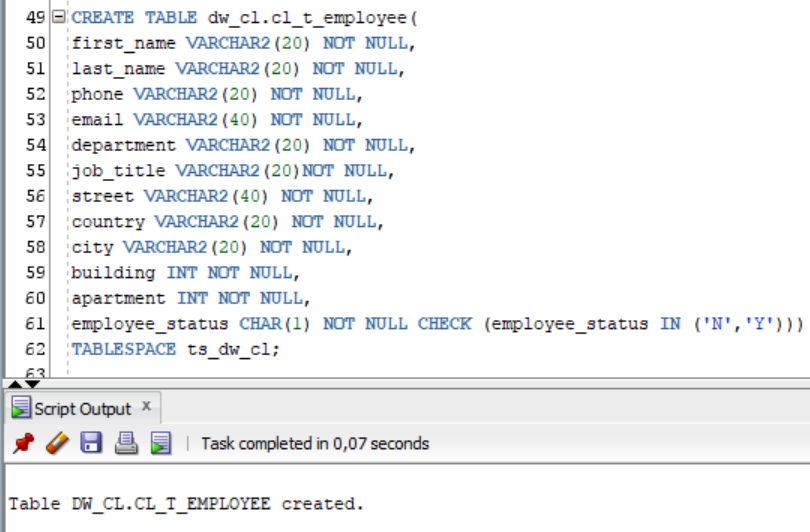 49 CREATE TABLE dw_cl.cl_t_employee(
50 first_name VARCHAR2(20) NOT NULL,
51 last_name VARCHAR2(20) NOT NULL,
52 phone VARCHAR2(20) NOT NULL,
53 email VARCHAR2(40) NOT NULL,
54 department VARCHAR2(20) NOT NULL,
55 job_title VARCHAR2(20)NOT NULL,
56 street VARCHAR2(40) NOT NULL,
57 country VARCHAR2(20) NOT NULL,
58 city VARCHAR2(20) NOT NULL,
59 building INT NOT NULL,
60 apartment INT NOT NULL,
61 employee_status CHAR(1) NOT NULL CHECK (employee_status IN ('N','Y')))
62 TABLESPACE ts_dw_cl;
63
Script Output x
Task completed in 0,07 seconds
Table DW_CL.CL_T_EMPLOYEE created.